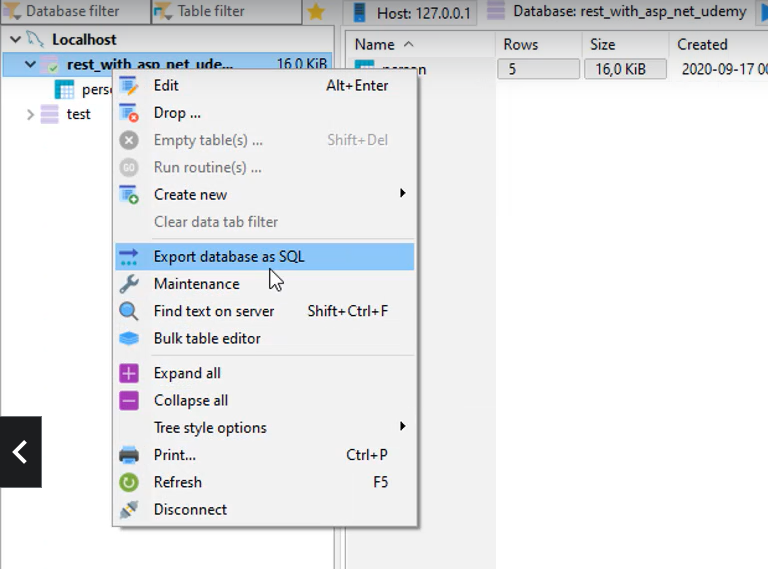 Database filter
Table filter
Host: 127.0.0.1
Database: rest_with_asp_net_udemy
Localhost
rest_with_asp_net_ude... 16,0 KiB
test
Name Rows Size Created
person 5 16,0 KiB 2020-09-17
Edit Alt+Enter
Drop ...
Empty table(s) ... Shift+Del
Run routine(s) ...
Create new
Clear data tab filter
Export database as SQL
Maintenance
Find text on server Shift+Ctrl+F
Bulk table editor
Expand all
Collapse all
Tree style options
Print... Ctrl+P
Refresh F5
Disconnect